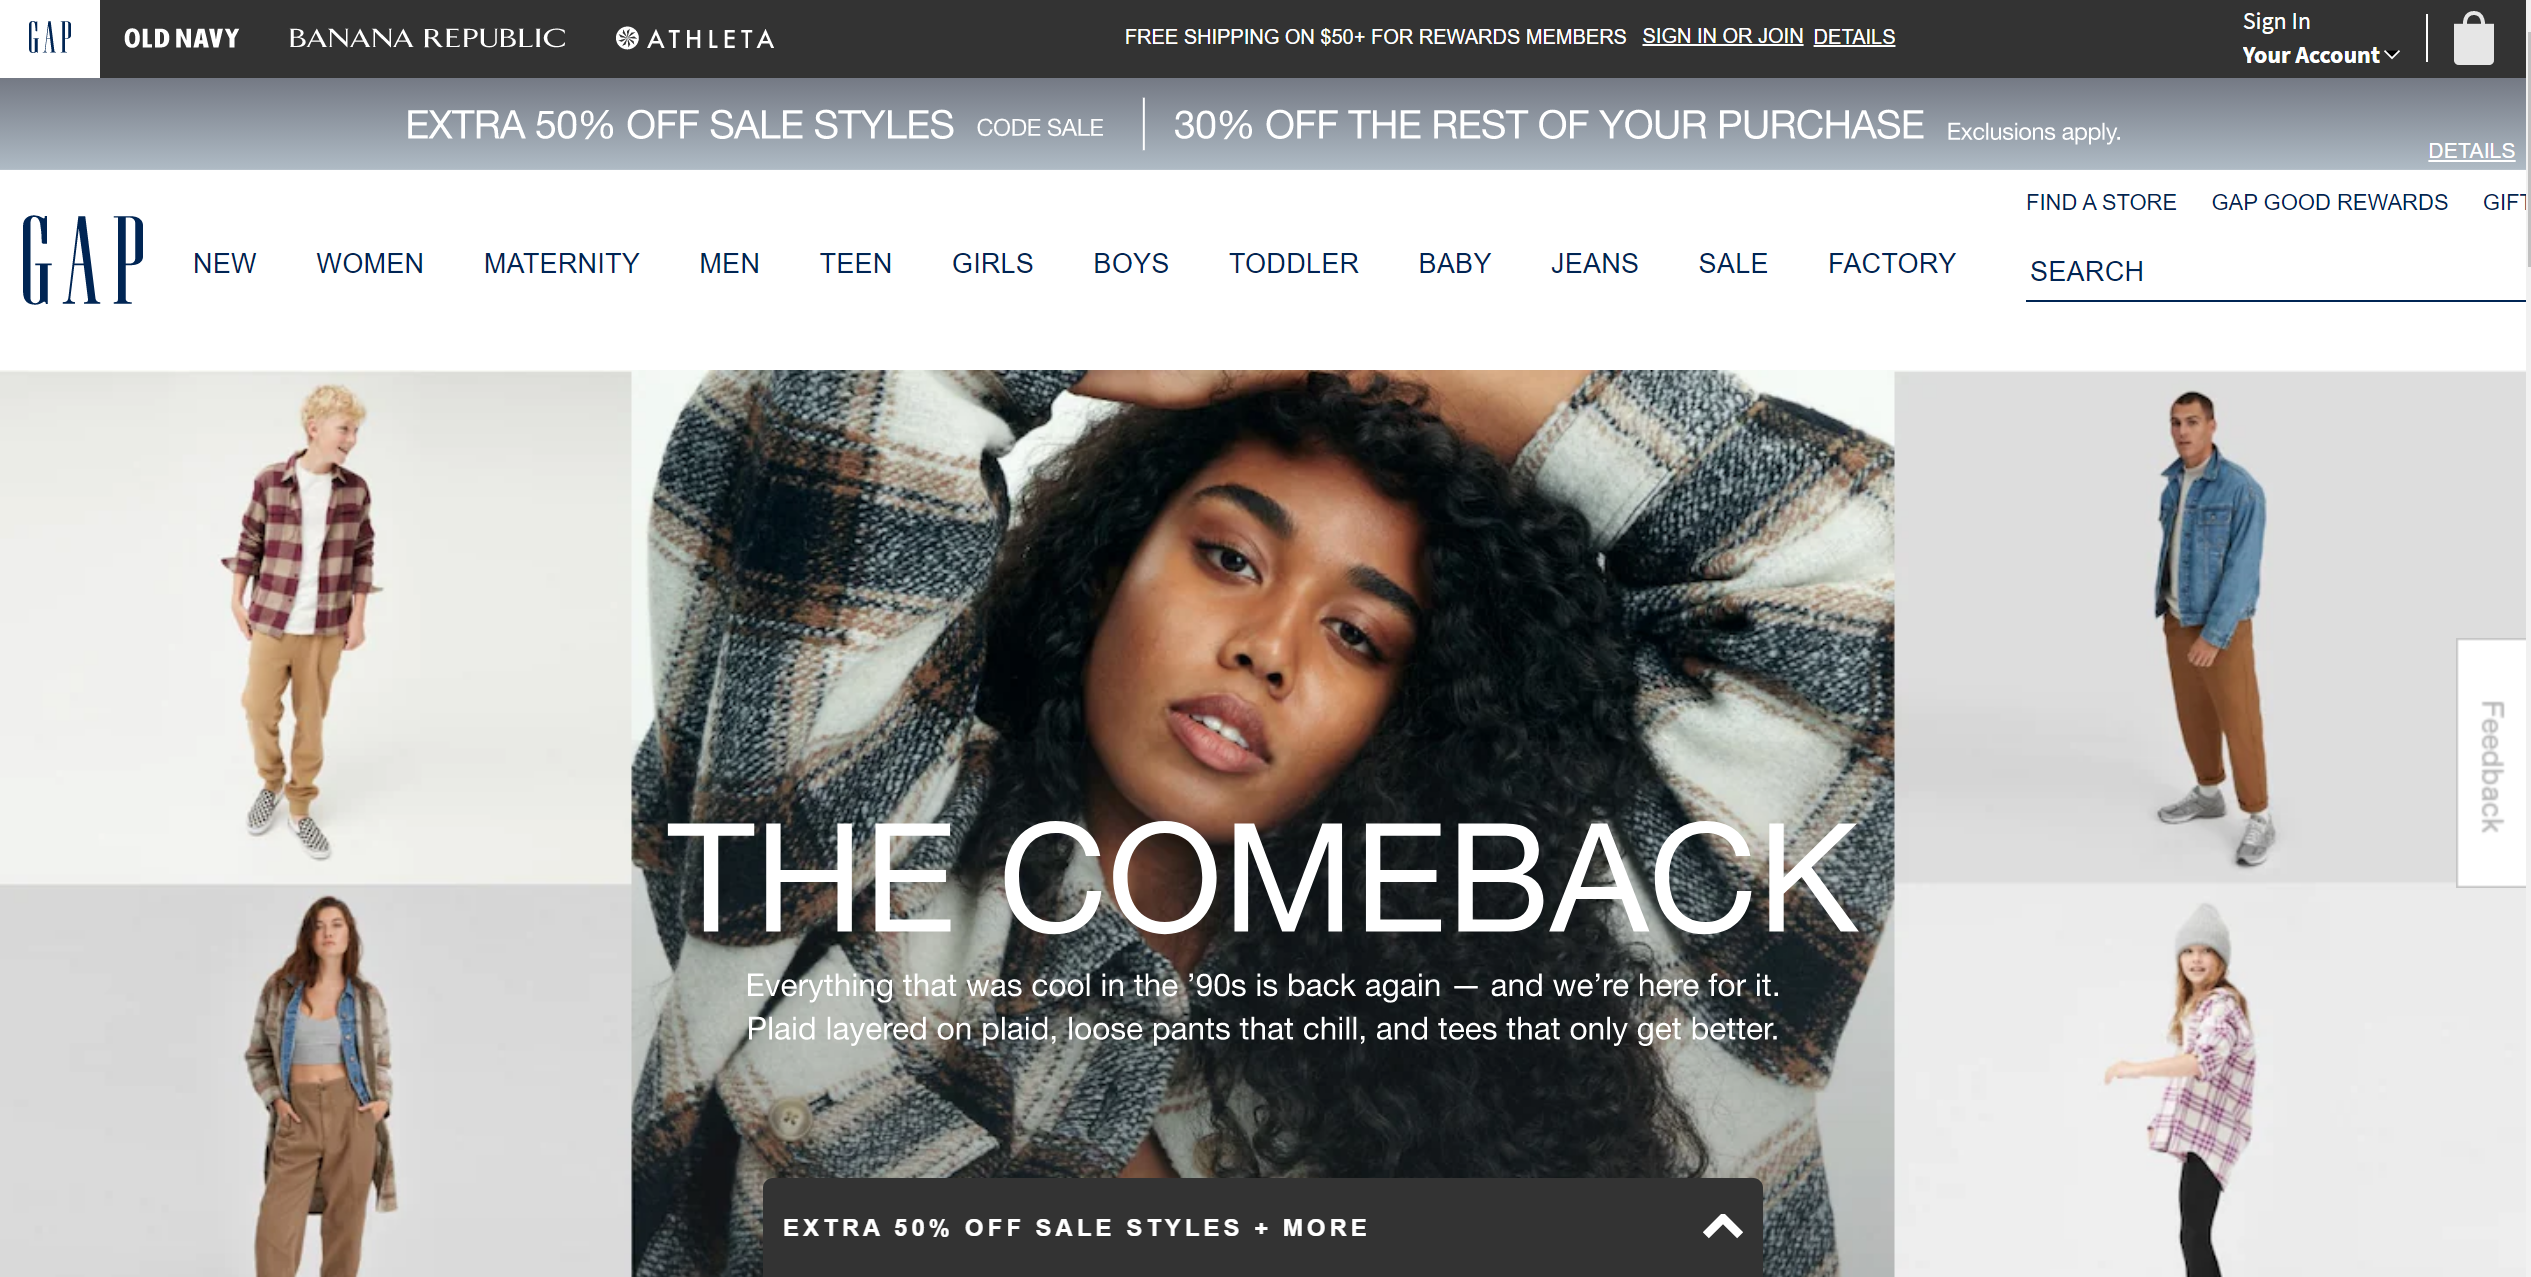 GAP
OLD NAVY
BANANA REPUBLIC
ATHLETA
FREE SHIPPING ON $50+ FOR REWARDS MEMBERS SIGN IN OR JOIN DETAILS
Sign In
Your Account
EXTRA 50% OFF SALE STYLES CODE SALE
30% OFF THE REST OF YOUR PURCHASE Exclusions apply.
DETAILS
FIND A STORE GAP GOOD REWARDS GIFT
GAP
NEW WOMEN MATERNITY MEN TEEN GIRLS BOYS TODDLER BABY JEANS SALE FACTORY
SEARCH
THE COMEBACK
Everything that was cool in the ’90s is back again — and we’re here for it.
Plaid layered on plaid, loose pants that chill, and tees that only get better.
Feedback
EXTRA 50% OFF SALE STYLES + MORE